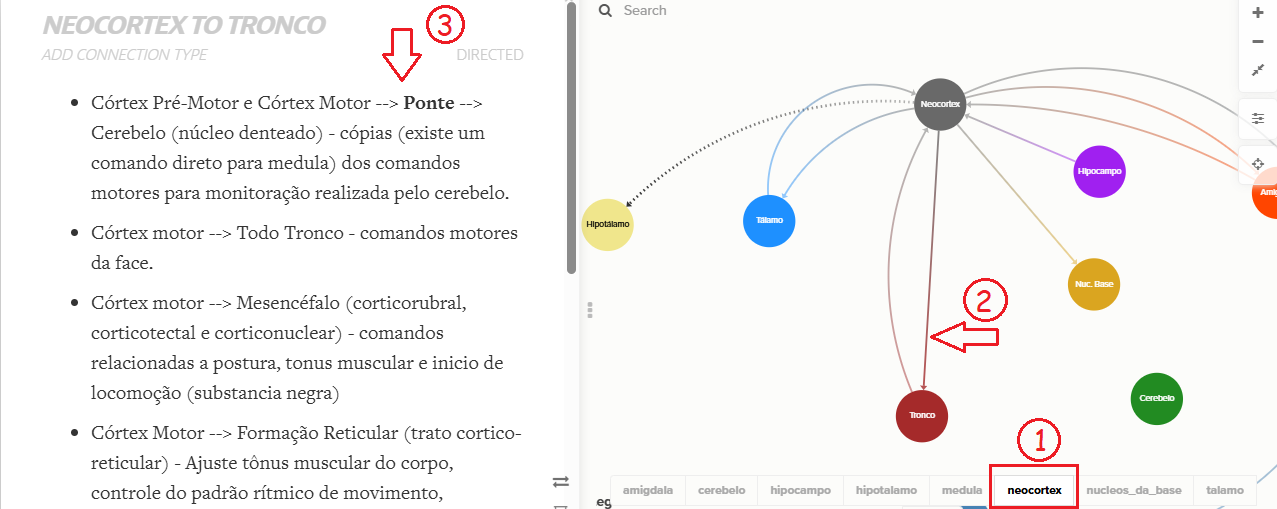 NEOCORTEX TO TRONCO
ADD CONNECTION TYPE
DIRECTED
3
Córtex Pré-Motor e Córtex Motor --> Ponte -->
Cerebelo (núcleo denteado) - cópias (existe um
comando direto para medula) dos comandos
motores para monitoração realizada pelo cerebelo.
Córtex motor --> Todo Tronco - comandos motores
da face.
Córtex motor --> Mesencéfalo (corticorubral,
corticotectal e corticonuclear) - comandos
relacionadas a postura, tonus muscular e inicio de
locomoção (substancia negra)
Córtex Motor --> Formação Reticular (trato cortico-
reticular) - Ajuste tônus muscular do corpo,
controle do padrão rítmico de movimento,
Search
Neocortex
Hipocampo
Amig
Hipotálamo
Tálamo
Nuc. Base
2
Cerebelo
Tronco
1
eg
amigdala
cerebelo
hipocampo
hipotalamo
medula
neocortex
nucleos_da_base
talamo